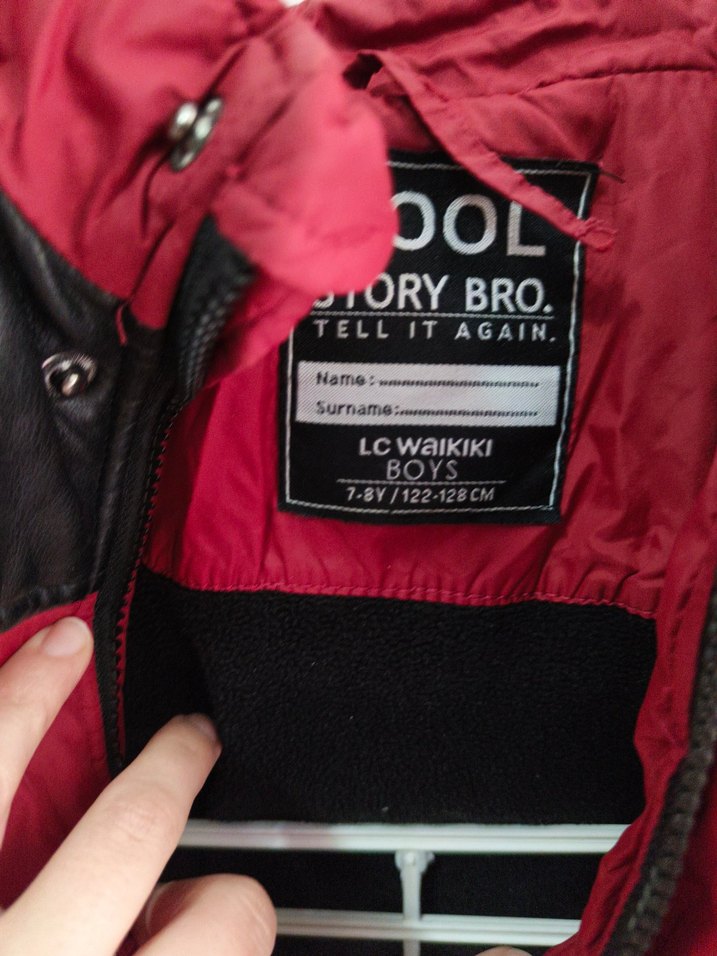 OOL
STORY BRO.
TELL IT AGAIN.
Name:
Surname:
LC WAIKIKI
BOYS
7-8Y / 122-128 CM